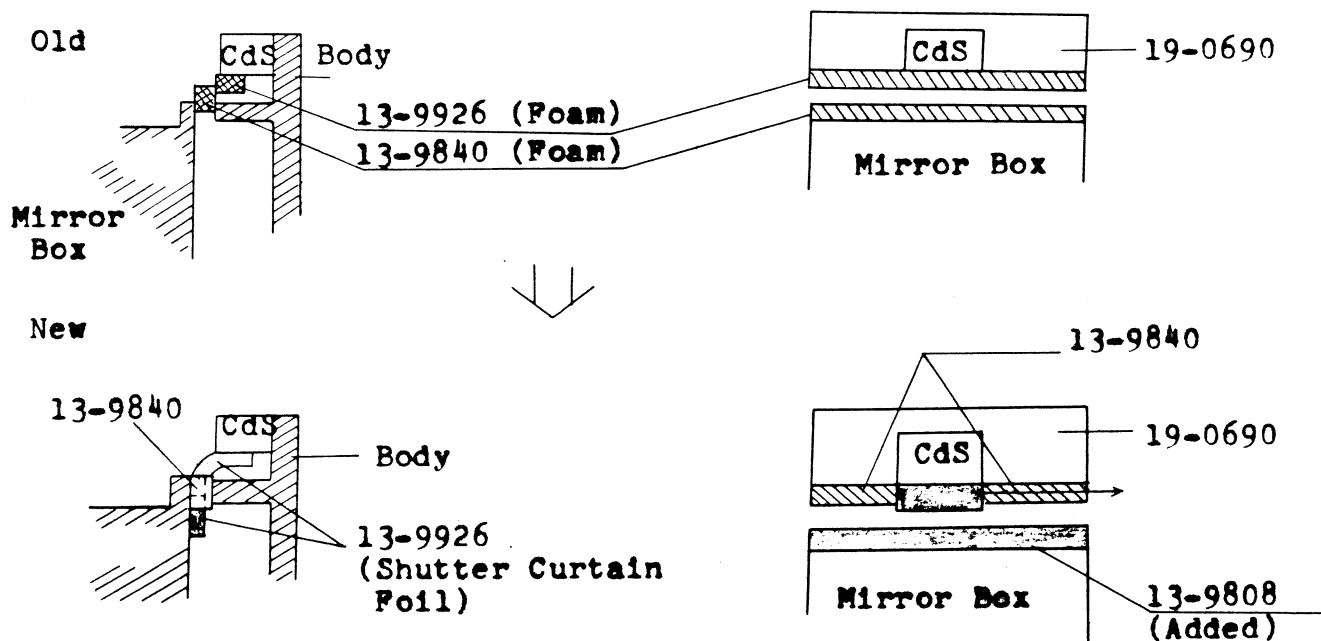 Old
CdS
Body
13-9926 (Foam)
13-9840 (Foam)
Mirror
Box
CdS
19-0690
Mirror Box
New
13-9840
CdS
Body
13-9926
(Shutter Curtain
Foil)
13-9840
19-0690
CdS
Mirror Box
13-9808
(Added)